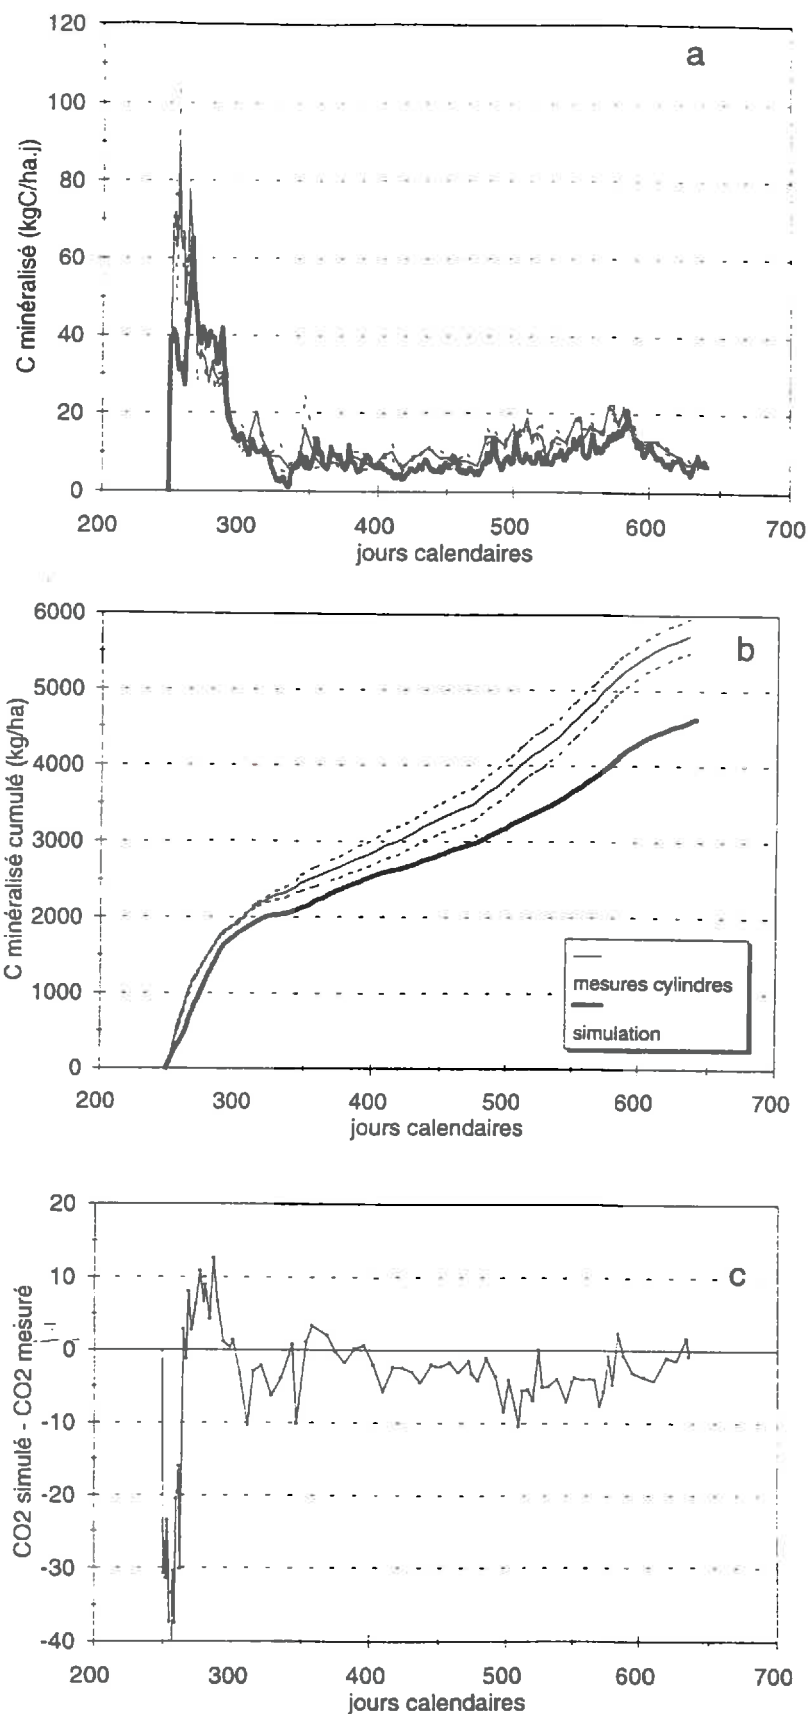 120
a
100
80
60
40
20
0
C minéralisé (kgC/ha.j)
200 300 400 500 600 700
jours calendaires
6000
b
5000
4000
3000
2000
1000
0
C minéralisé cumulé (kg/ha)
mesures cylindres
simulation
200 300 400 500 600 700
jours calendaires
20
10
c
0
-10
-20
-30
-40
CO2 simulé - CO2 mesuré
200 300 400 500 600 700
jours calendaires